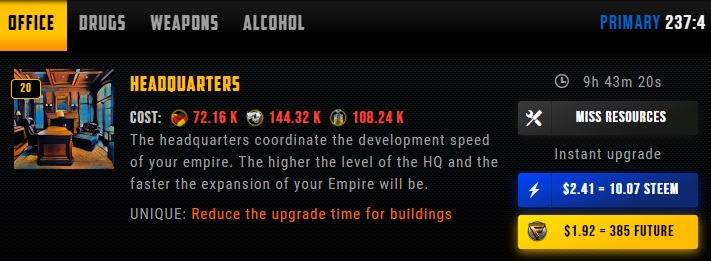 OFFICE DRUGS WEAPONS ALCOHOL PRIMARY 237:4
20
HEADQUARTERS
COST: 72.16 K 144.32 K 108.24 K
The headquarters coordinate the development speed
of your empire. The higher the level of the HQ and the
faster the expansion of your Empire will be.
UNIQUE: Reduce the upgrade time for buildings
9h 43m 20s
MISS RESOURCES
Instant upgrade
$2.41 = 10.07 STEEM
$1.92 = 385 FUTURE